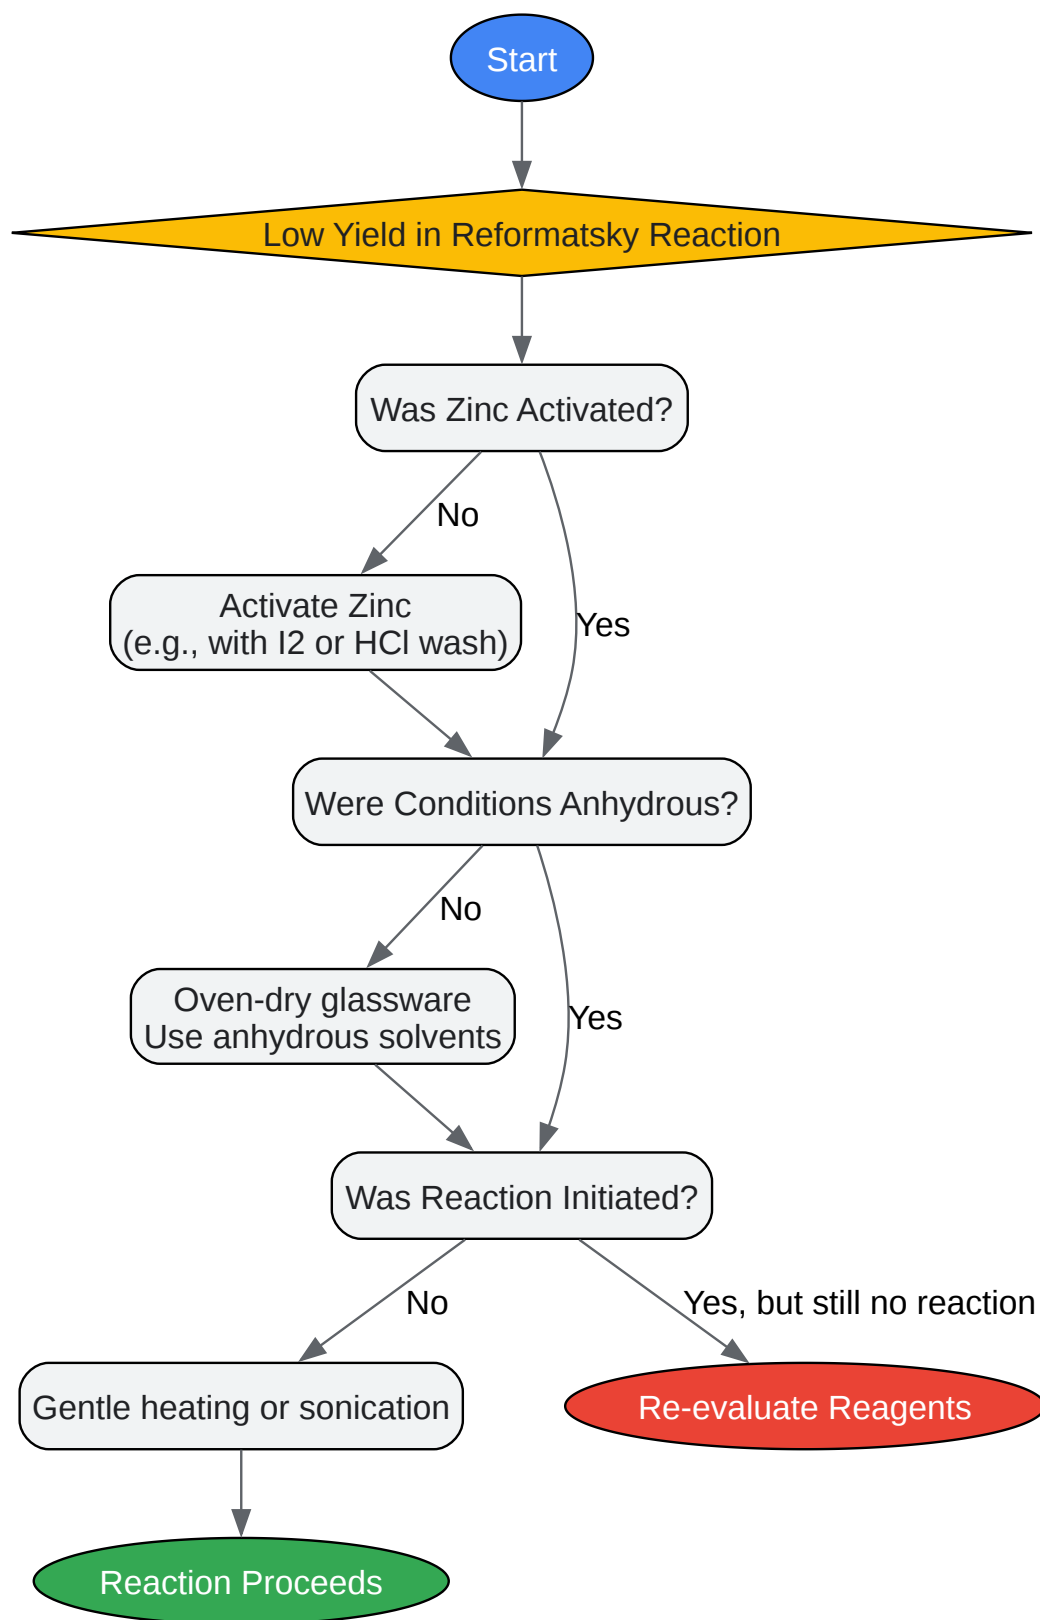 Start
Low Yield in Reformatsky Reaction
Was Zinc Activated?
No
Activate Zinc
(e.g., with I2 or HCl wash)
Yes
Were Conditions Anhydrous?
No
Oven-dry glassware
Use anhydrous solvents
Yes
Was Reaction Initiated?
No
Yes, but still no reaction
Gentle heating or sonication
Re-evaluate Reagents
Reaction Proceeds